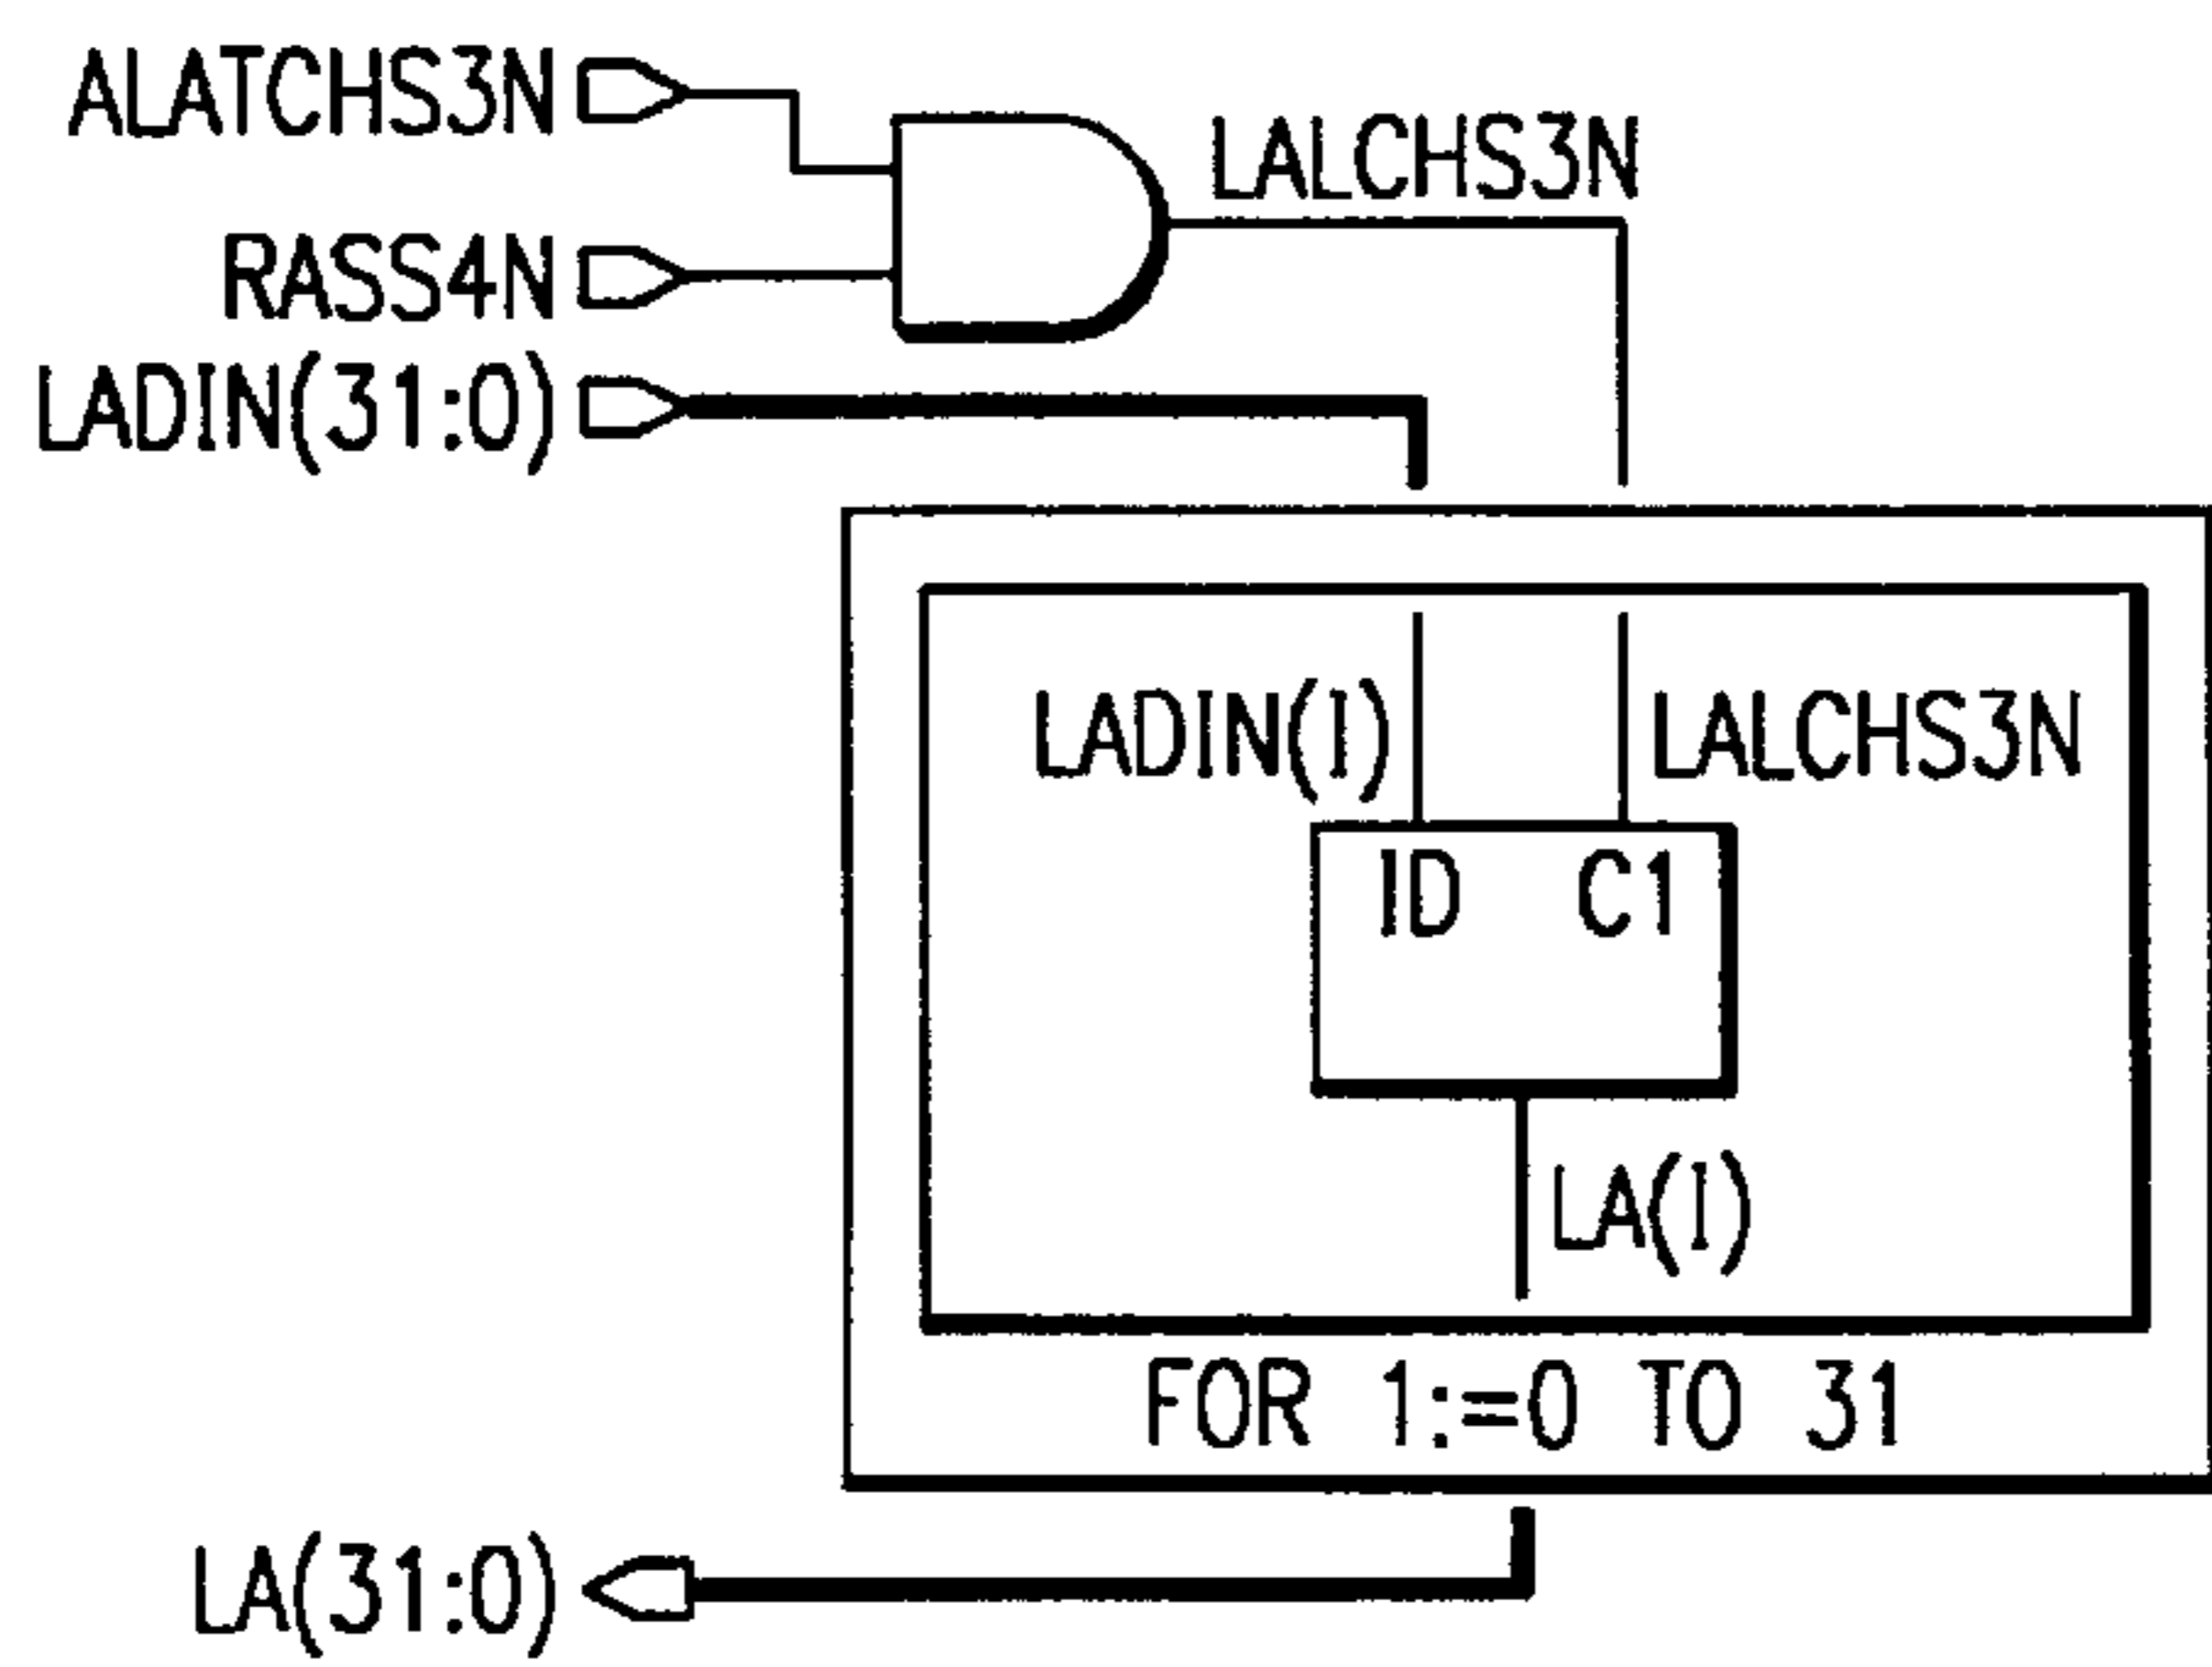 ALATCHS3N
LALCHS3N
RASS4N
LADIN(31:0)
LADIN(I)
LALCHS3N
ID C1
LA(I)
FOR 1:=0 TO 31
LA(31:0)